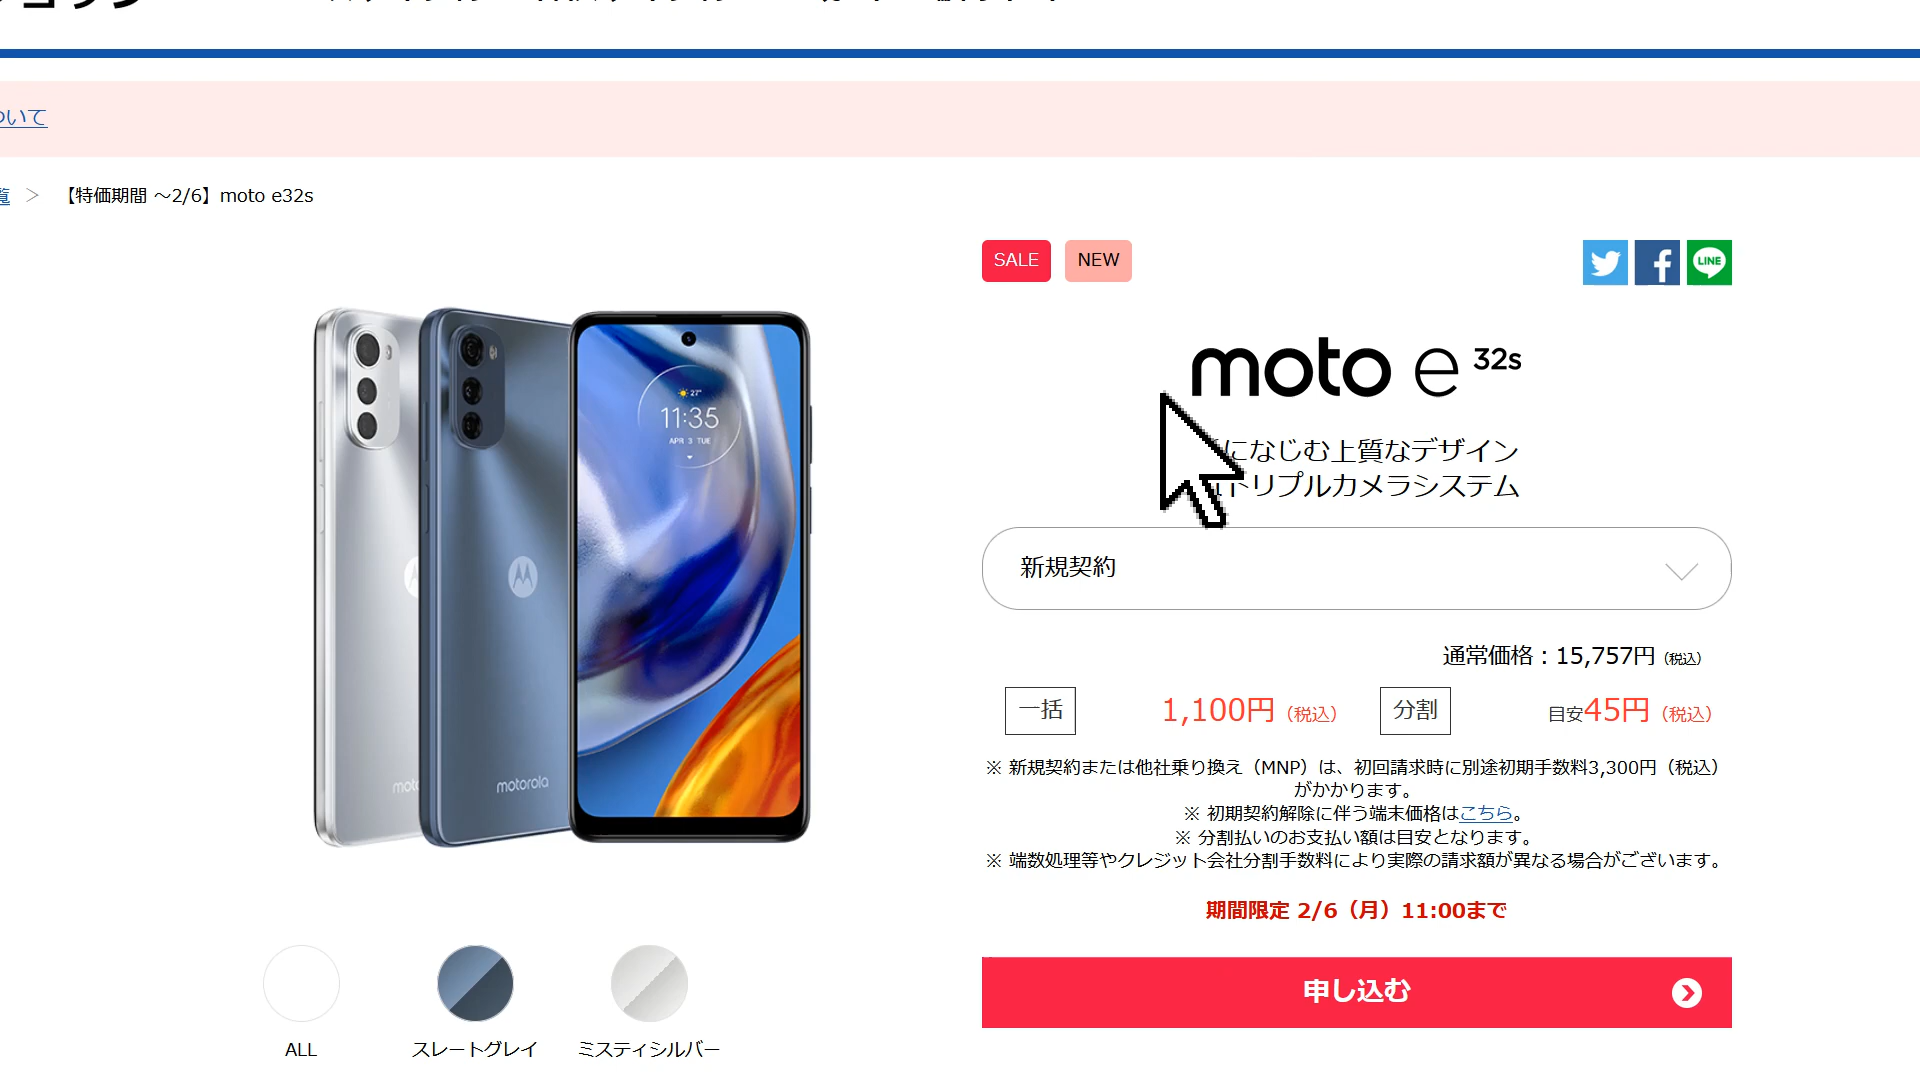 ついて
覧 > 【特価期間 ～2/6】moto e32s
SALE NEW
LINE
moto e 32s
になじむ上質なデザイン
トリプルカメラシステム
27°
11:35
APR 3 TUE
motorola
moto
新規契約
通常価格：15,757円（税込）
一括 1,100円（税込） 分割 目安45円（税込）
※ 新規契約または他社乗り換え（MNP）は、初回請求時に別途初期手数料3,300円（税込）
がかかります。
※ 初期契約解除に伴う端末価格はこちら。
※ 分割払いのお支払い額は目安となります。
※ 端数処理等やクレジット会社分割手数料により実際の請求額が異なる場合がございます。
期間限定 2/6（月）11:00まで
申し込む
ALL スレートグレイ ミスティシルバー